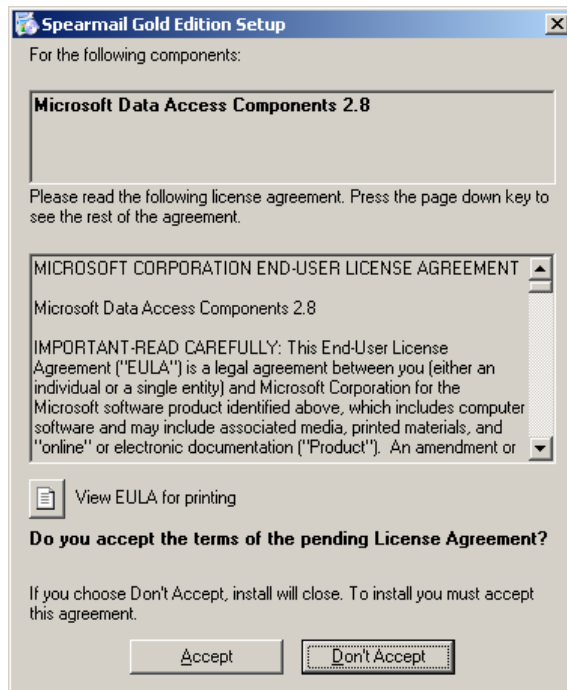 Spearmail Gold Edition Setup
For the following components:
Microsoft Data Access Components 2.8
Please read the following license agreement. Press the page down key to
see the rest of the agreement.
MICROSOFT CORPORATION END-USER LICENSE AGREEMENT
Microsoft Data Access Components 2.8
IMPORTANT-READ CAREFULLY: This End-User License
Agreement ("EULA") is a legal agreement between you (either an
individual or a single entity) and Microsoft Corporation for the
Microsoft software product identified above, which includes computer
software and may include associated media, printed materials, and
"online" or electronic documentation ("Product").  An amendment or
View EULA for printing
Do you accept the terms of the pending License Agreement?
If you choose Don't Accept, install will close. To install you must accept
this agreement.
Accept
Don't Accept